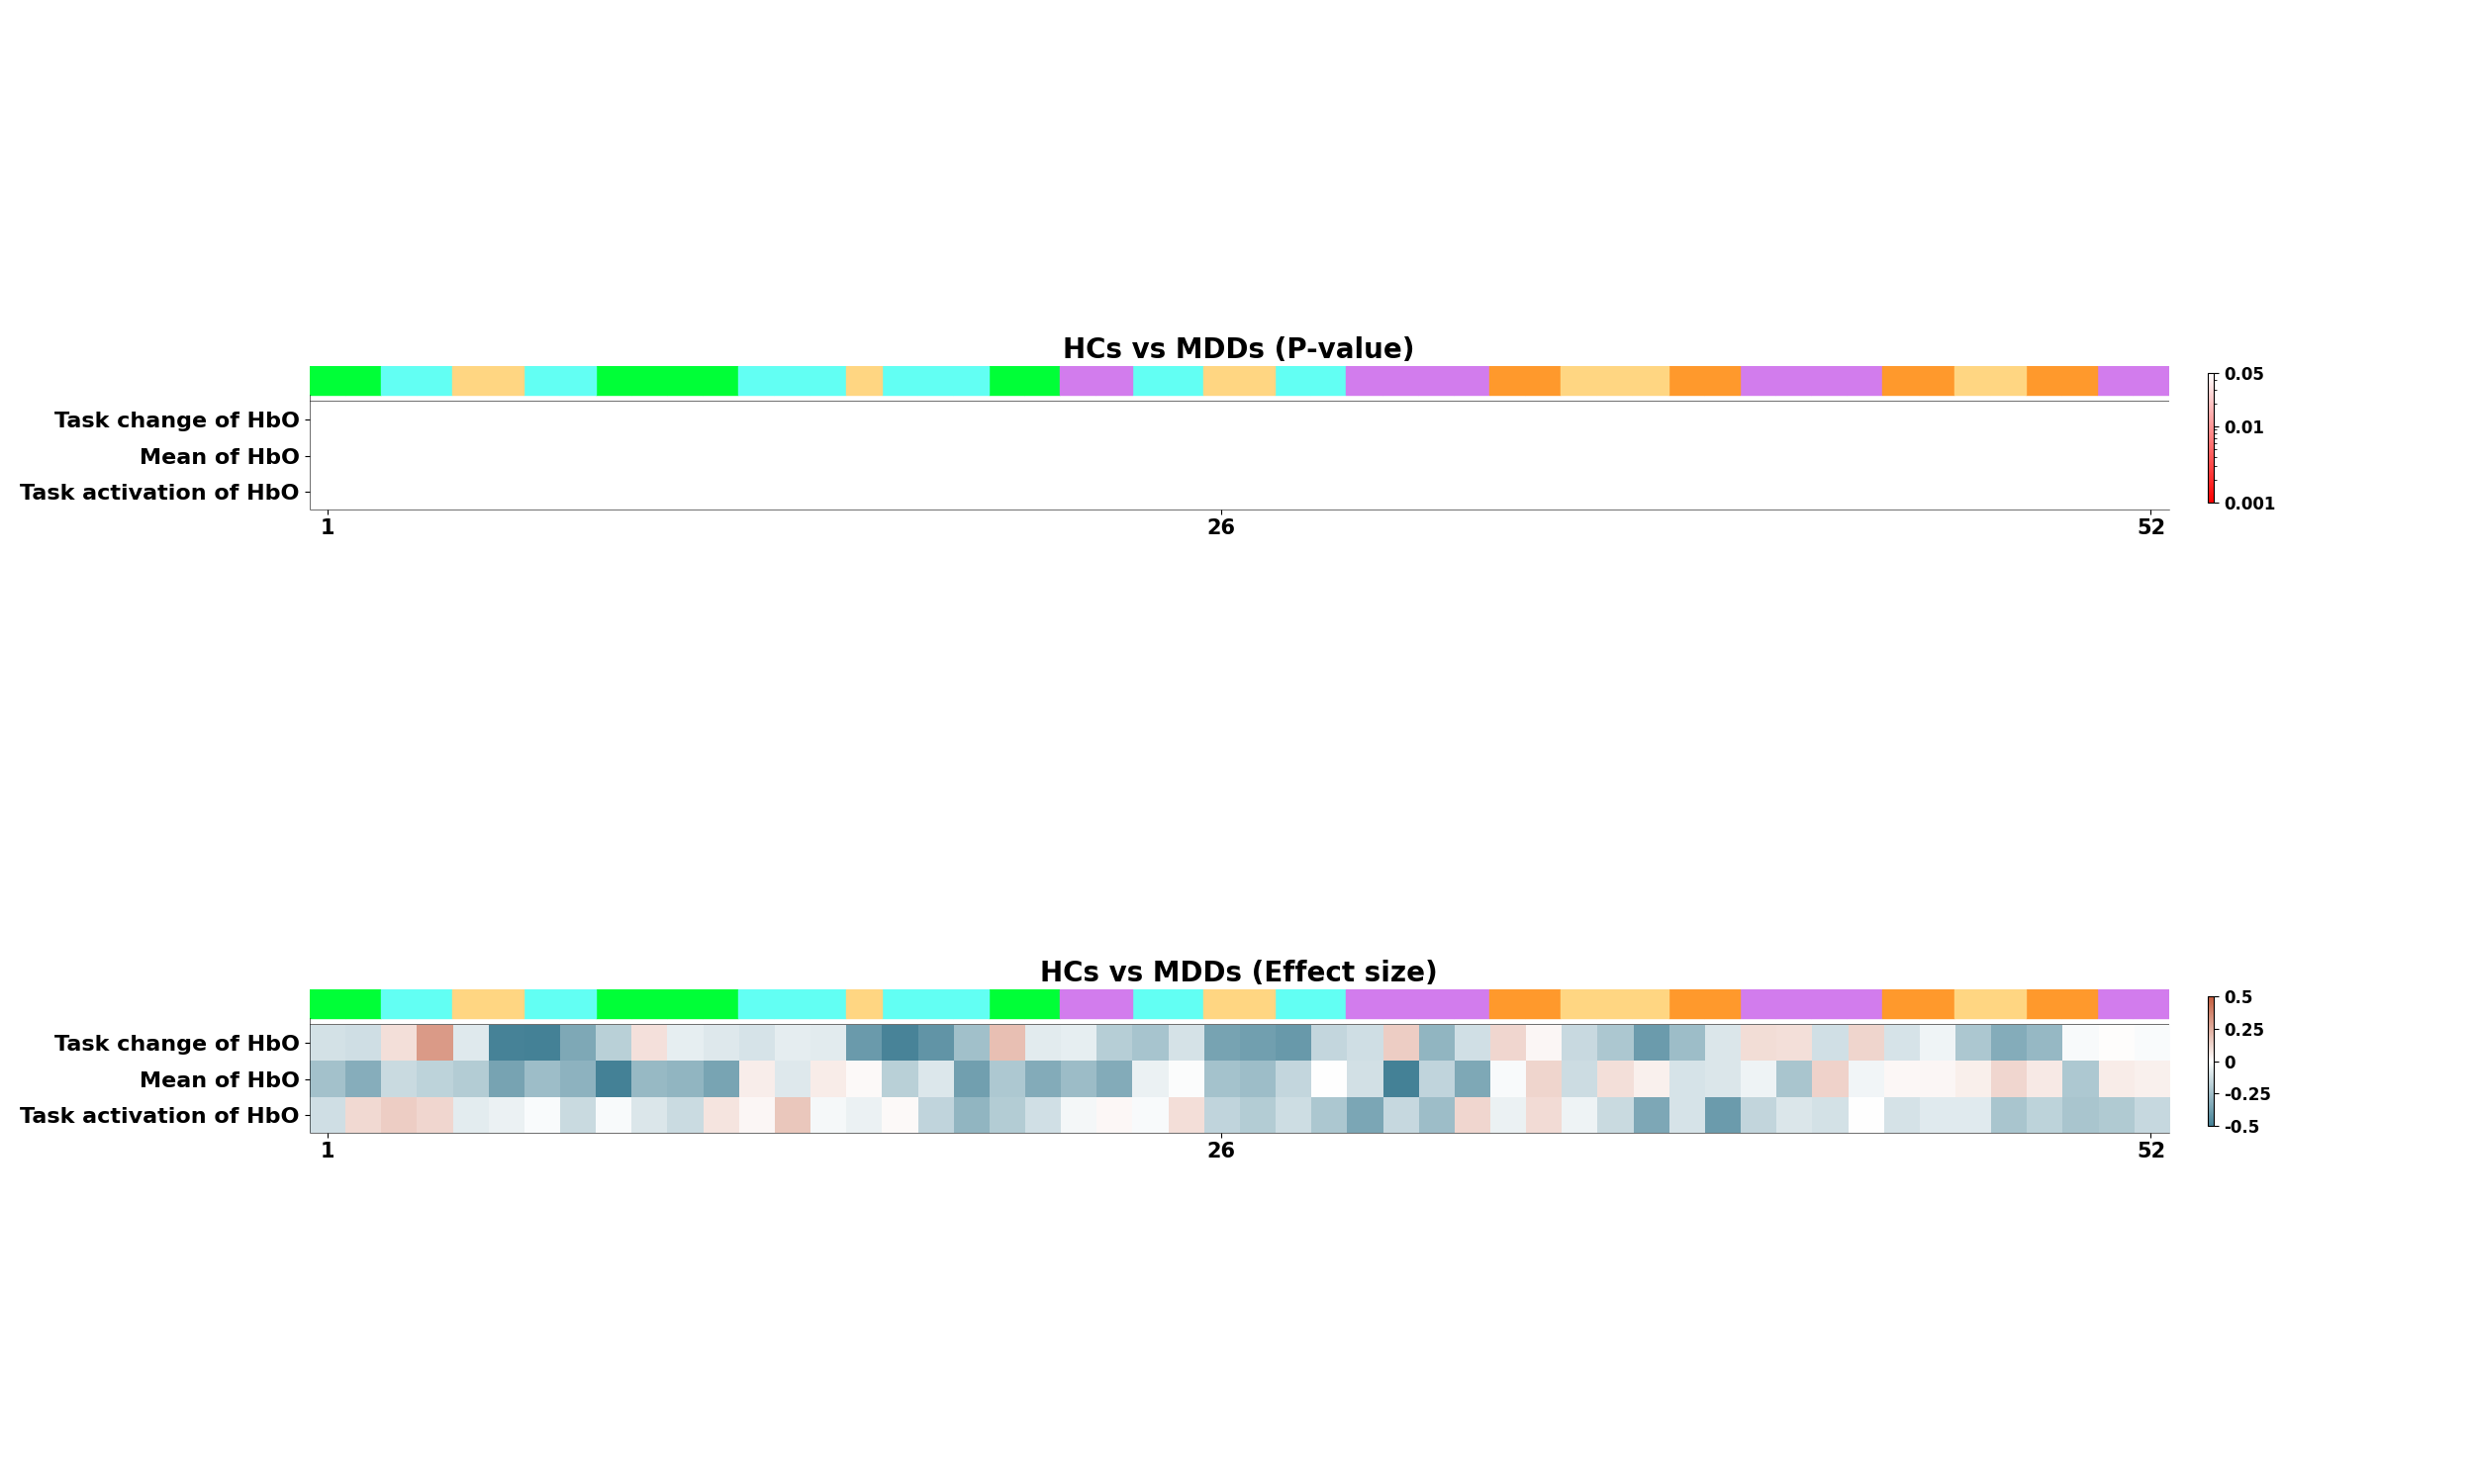 HCs vs MDDs (P-value)
Task change of HbO
Mean of HbO
Task activation of HbO
1 26 52
0.05
0.01
0.001
HCs vs MDDs (Effect size)
Task change of HbO
Mean of HbO
Task activation of HbO
1 26 52
0.5
0.25
0
-0.25
-0.5